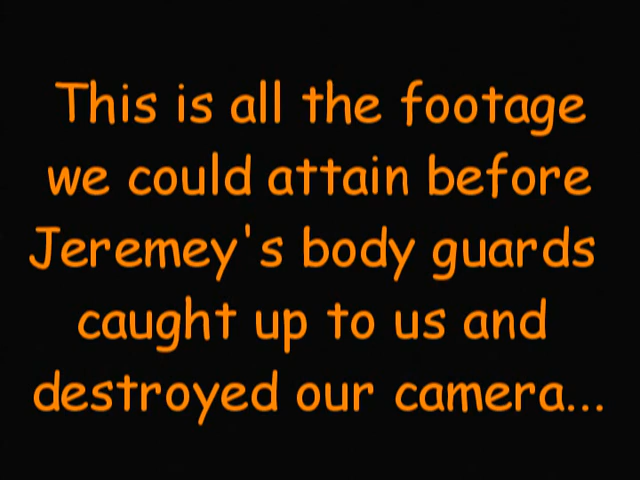 This is all the footage
we could attain before
Jeremey's body guards
caught up to us and
destroyed our camera...